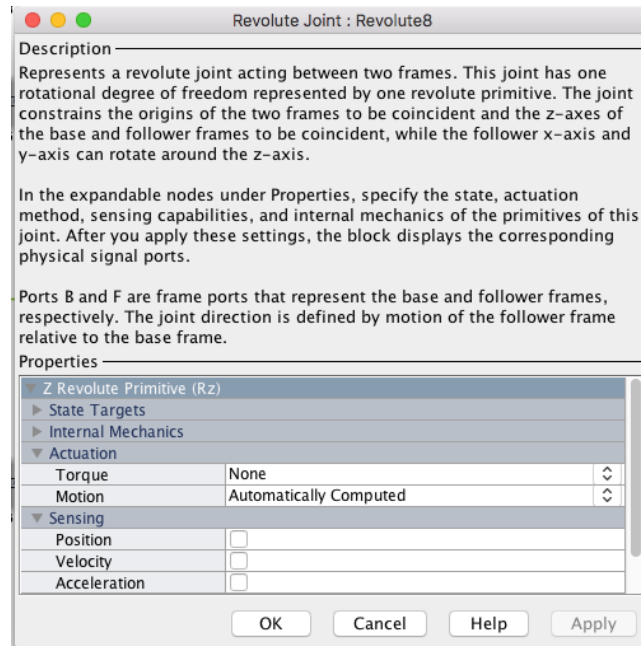 Revolute Joint : Revolute8
Description
Represents a revolute joint acting between two frames. This joint has one
rotational degree of freedom represented by one revolute primitive. The joint
constrains the origins of the two frames to be coincident and the z-axes of
the base and follower frames to be coincident, while the follower x-axis and
y-axis can rotate around the z-axis.
In the expandable nodes under Properties, specify the state, actuation
method, sensing capabilities, and internal mechanics of the primitives of this
joint. After you apply these settings, the block displays the corresponding
physical signal ports.
Ports B and F are frame ports that represent the base and follower frames,
respectively. The joint direction is defined by motion of the follower frame
relative to the base frame.
Properties
Z Revolute Primitive (Rz)
State Targets
Internal Mechanics
Actuation
Torque None
Motion Automatically Computed
Sensing
Position
Velocity
Acceleration
OK Cancel Help Apply